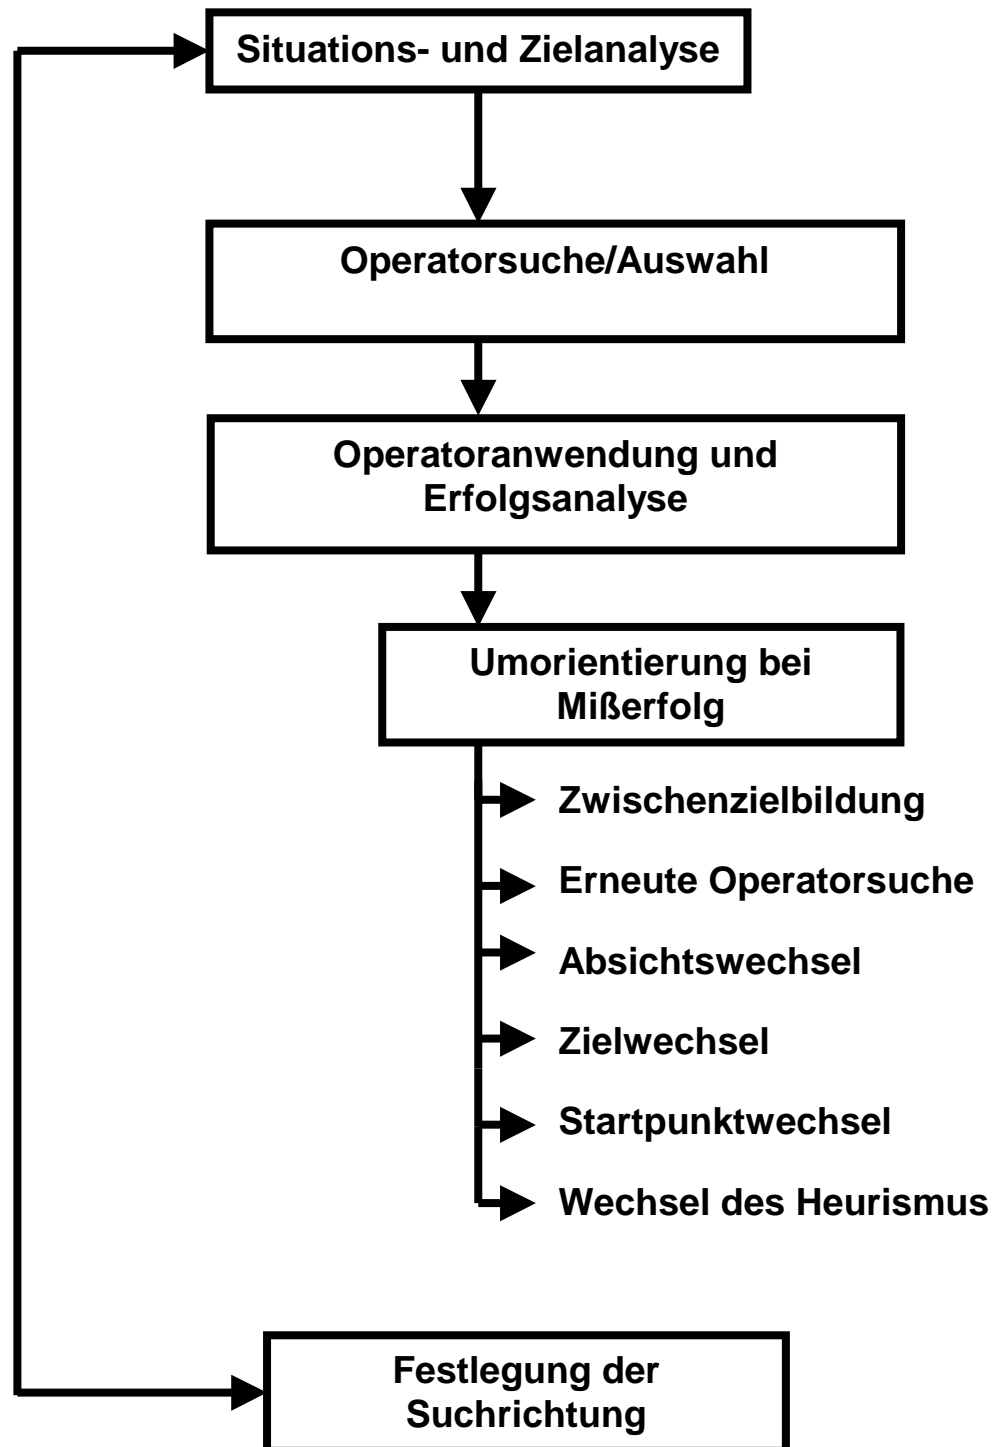 Situations- und Zielanalyse
Operatorsuche/Auswahl
Operatoranwendung und
Erfolgsanalyse
Umorientierung bei
Mißerfolg
Zwischenzielbildung
Erneute Operatorsuche
Absichtswechsel
Zielwechsel
Startpunktwechsel
Wechsel des Heurismus
Festlegung der
Suchrichtung